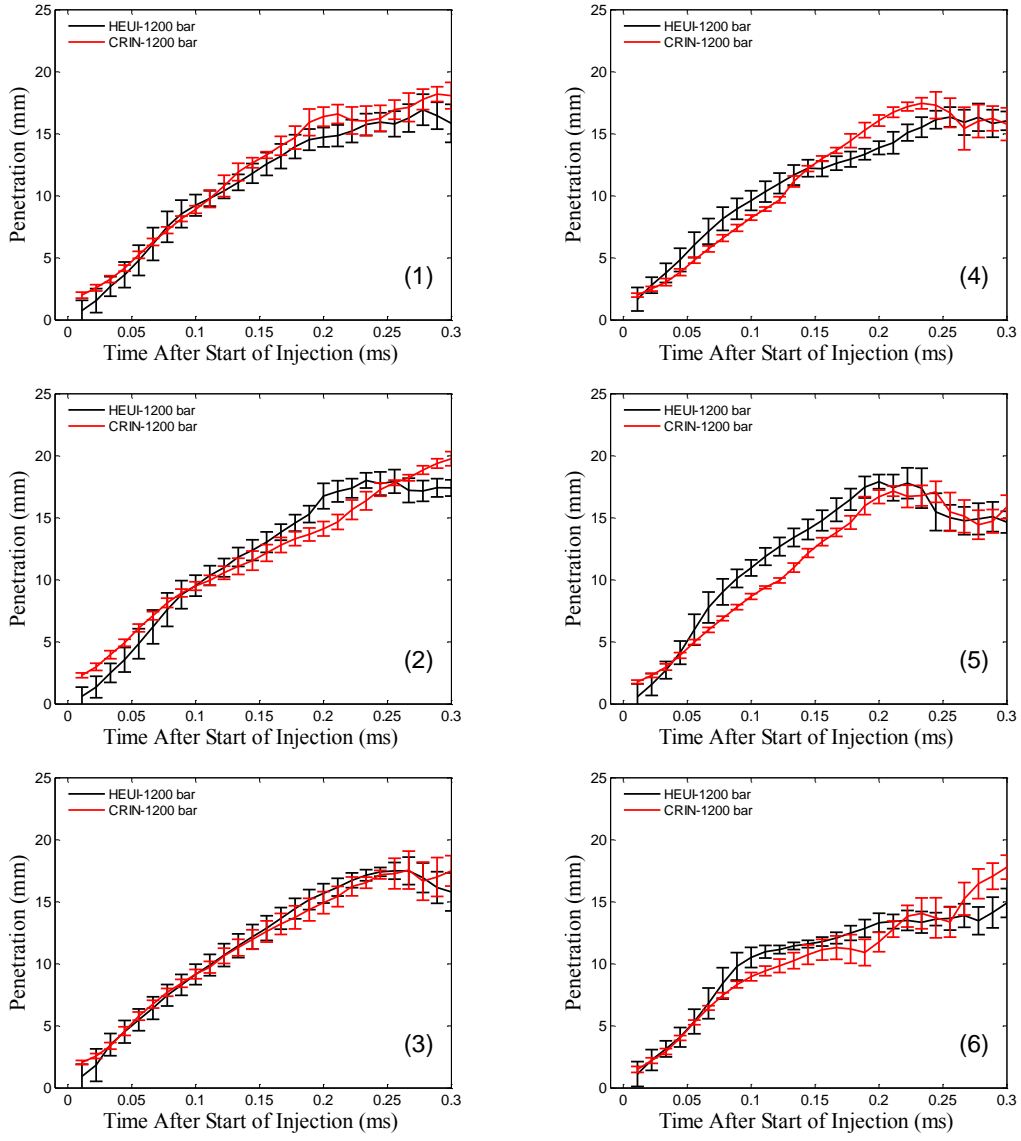 HEUI-1200 bar
CRIN-1200 bar
Penetration (mm)
25
20
15
10
5
0
(1)
0 0.05 0.1 0.15 0.2 0.25 0.3
Time After Start of Injection (ms)
HEUI-1200 bar
CRIN-1200 bar
Penetration (mm)
25
20
15
10
5
0
(4)
0 0.05 0.1 0.15 0.2 0.25 0.3
Time After Start of Injection (ms)
HEUI-1200 bar
CRIN-1200 bar
Penetration (mm)
25
20
15
10
5
0
(2)
0 0.05 0.1 0.15 0.2 0.25 0.3
Time After Start of Injection (ms)
HEUI-1200 bar
CRIN-1200 bar
Penetration (mm)
25
20
15
10
5
0
(5)
0 0.05 0.1 0.15 0.2 0.25 0.3
Time After Start of Injection (ms)
HEUI-1200 bar
CRIN-1200 bar
Penetration (mm)
25
20
15
10
5
0
(3)
0 0.05 0.1 0.15 0.2 0.25 0.3
Time After Start of Injection (ms)
HEUI-1200 bar
CRIN-1200 bar
Penetration (mm)
25
20
15
10
5
0
(6)
0 0.05 0.1 0.15 0.2 0.25 0.3
Time After Start of Injection (ms)